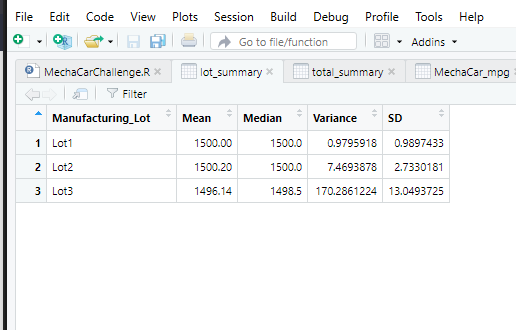 File Edit Code View Plots Session Build Debug Profile Tools Help
Go to file/function Addins
MechaCarChallenge.R lot_summary total_summary MechaCar_mpg
Filter
Manufacturing_Lot Mean Median Variance SD
1 Lot1 1500.00 1500.0 0.9795918 0.9897433
2 Lot2 1500.20 1500.0 7.4693878 2.7330181
3 Lot3 1496.14 1498.5 170.2861224 13.0493725